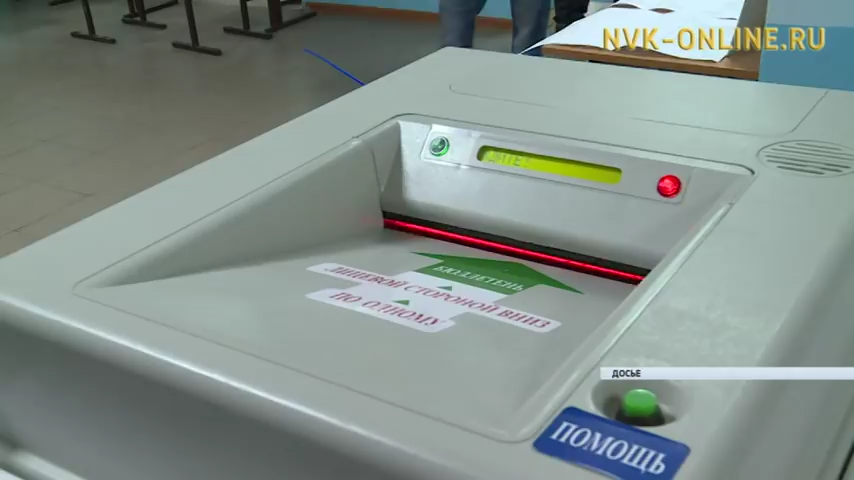 NVK-ONLINE.RU
БЮЛЛЕТЕНЬ
ЛИЦЕВОЙ СТОРОНОЙ ВНИЗ
ПО ОДНОМУ
ДОСЬЕ
ПОМОЩЬ